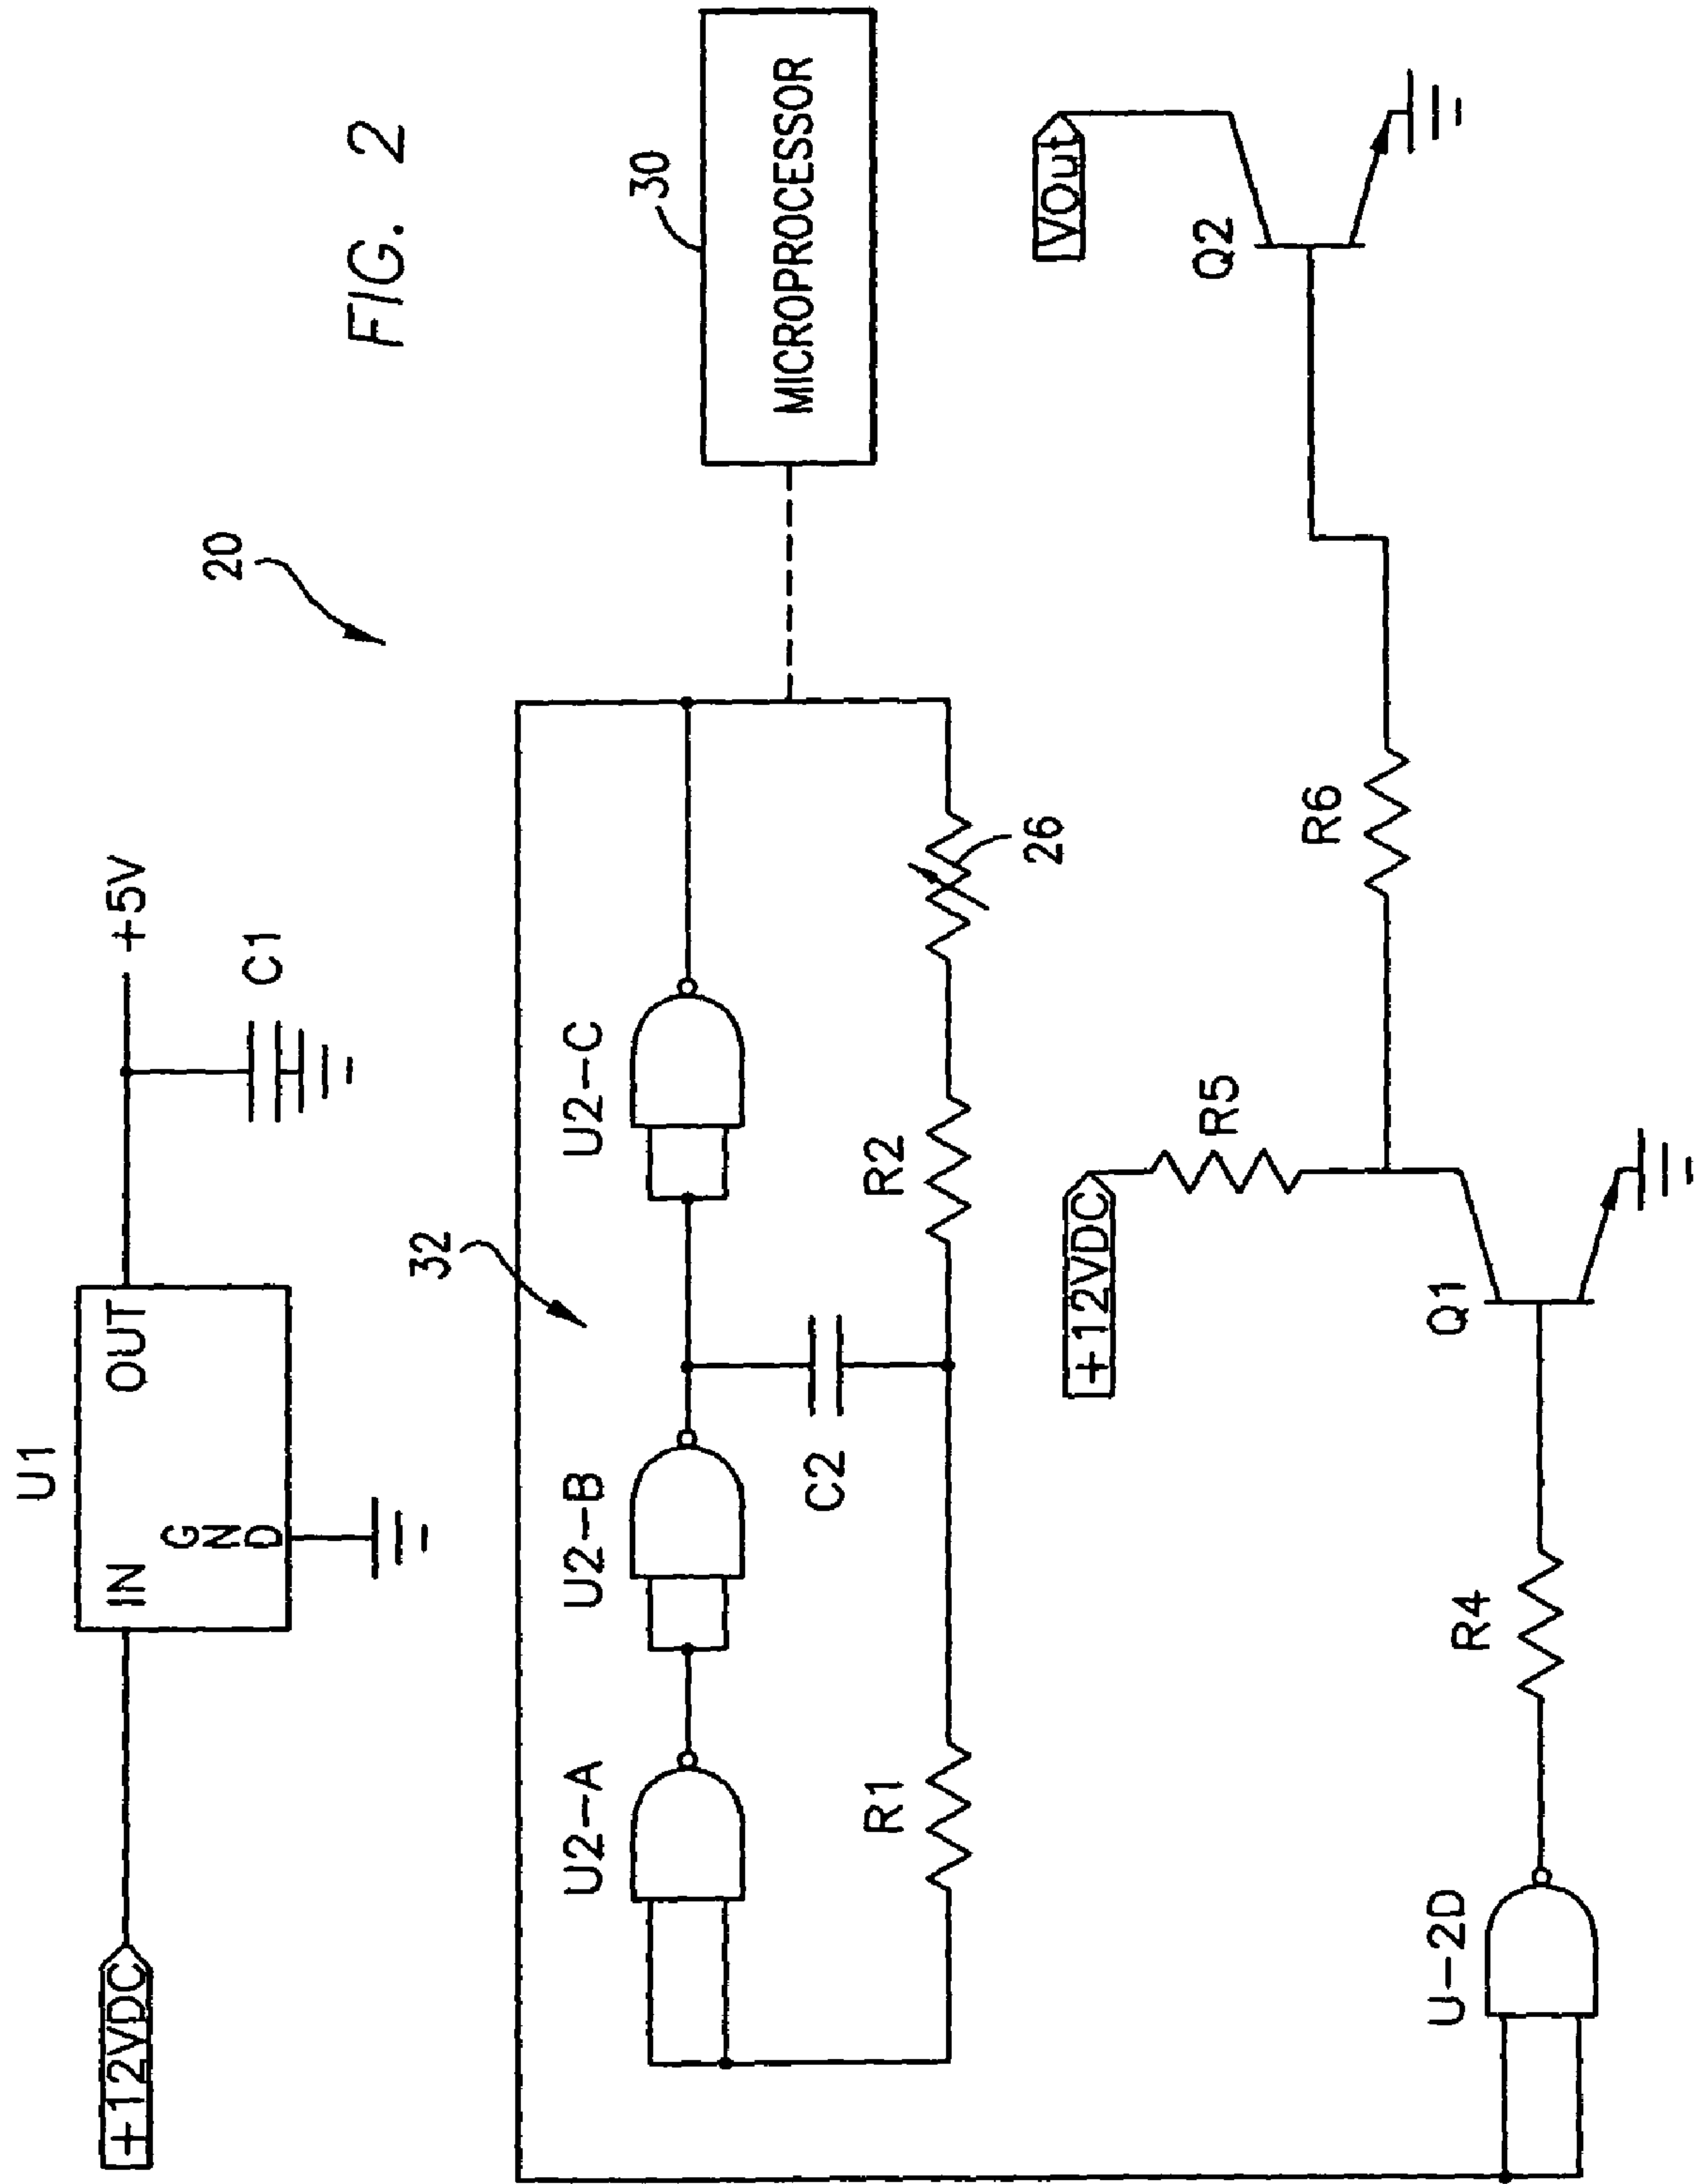 FIG. 2
20
U1
IN
OUT
GND
+12VDC
+5V
C1
32
U2-A
U2-B
U2-C
C2
R1
R2
26
30
MICROPROCESSOR
+12VDC
R5
U-2D
R4
Q1
R6
Q2
VOut